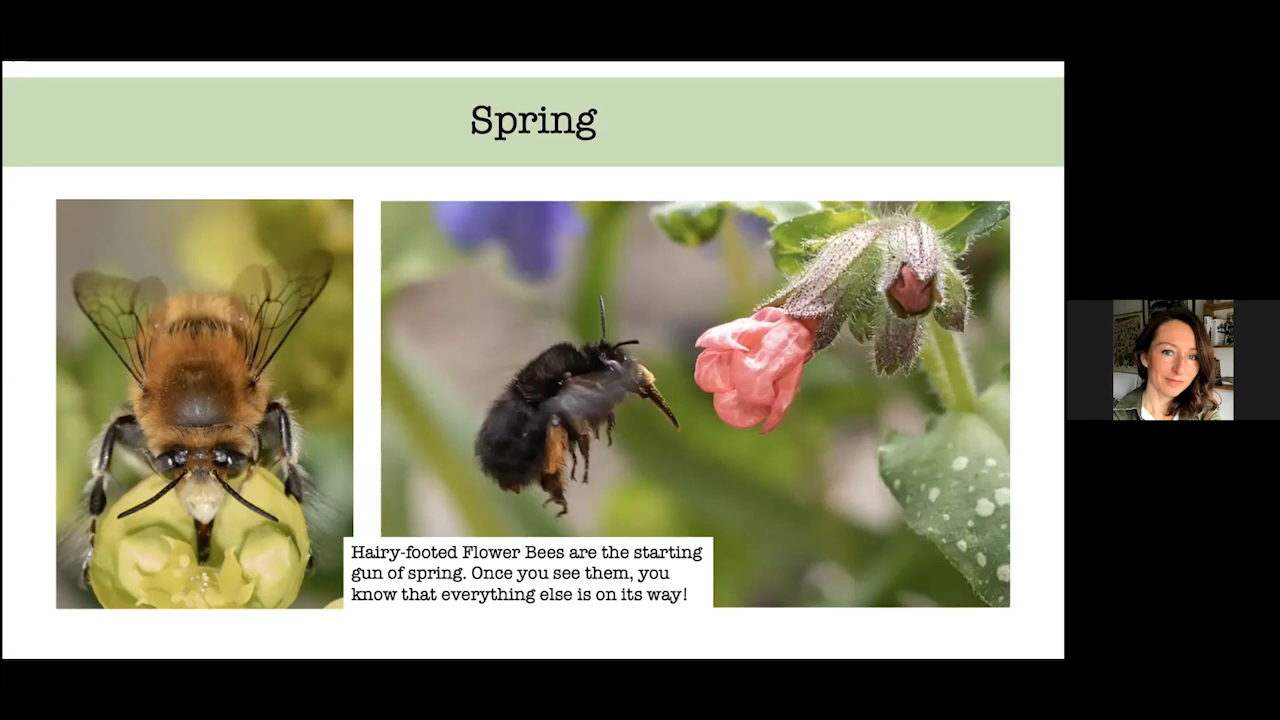 Spring
Hairy-footed Flower Bees are the starting
gun of spring. Once you see them, you
know that everything else is on its way!